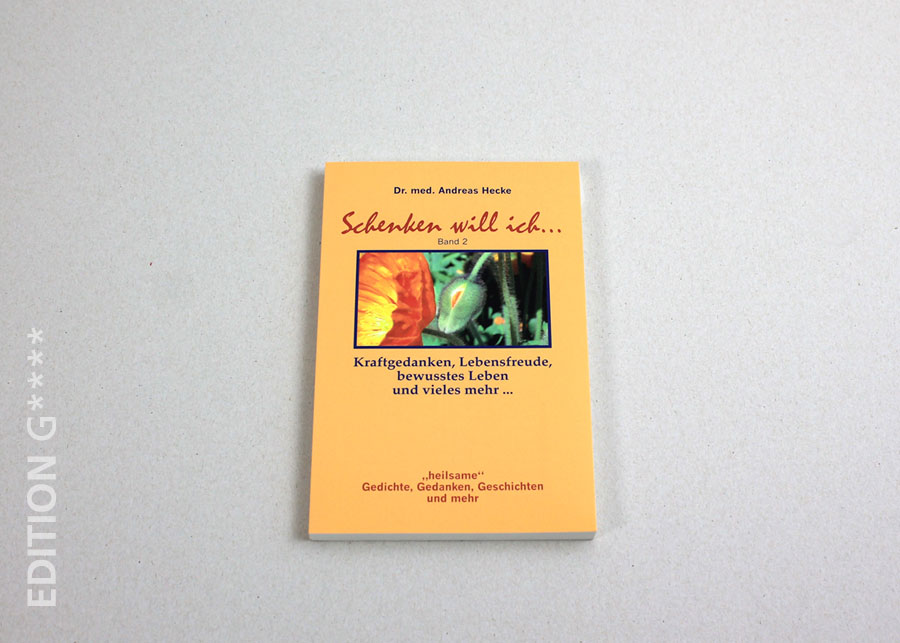 Dr. med. Andreas Hecke
Schenken will ich...
Band 2
Kraftgedanken, Lebensfreude,
bewusstes Leben
und vieles mehr ...
„heilsame“
Gedichte, Gedanken, Geschichten
und mehr
EDITION G****